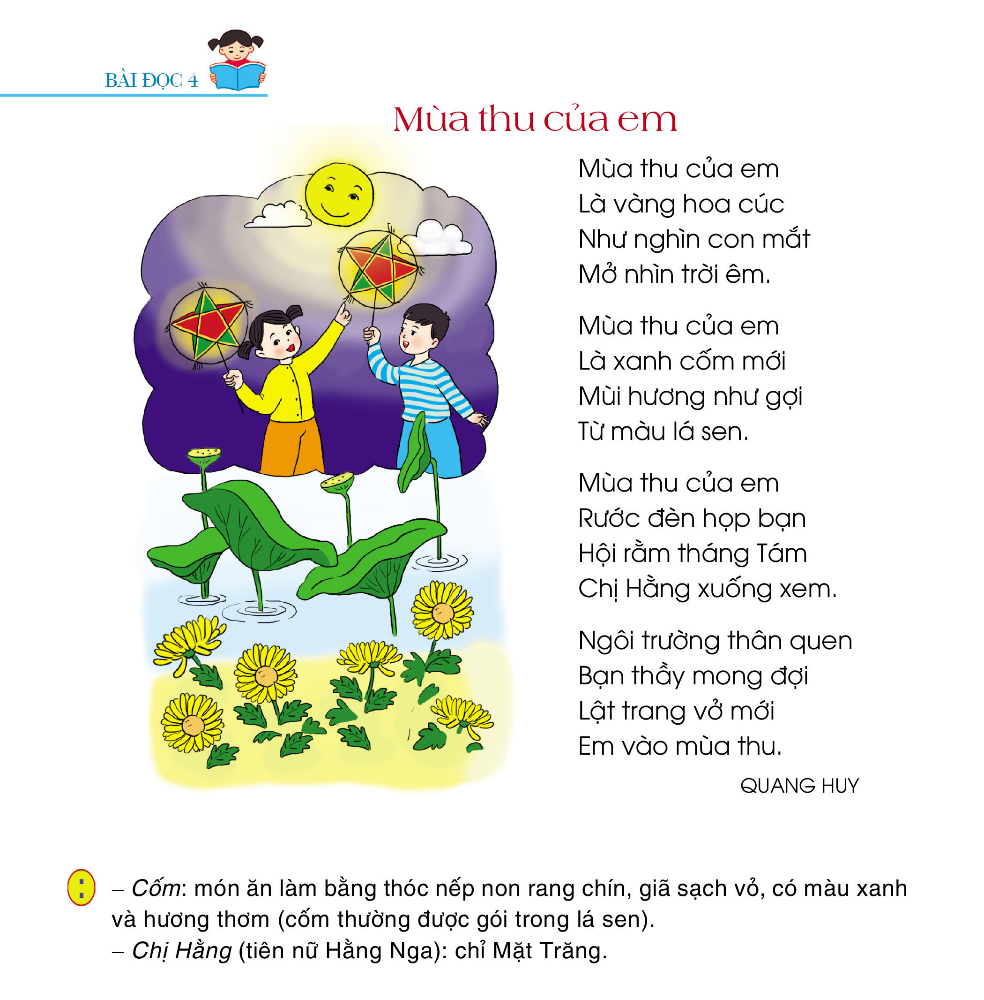 BÀI ĐỌC 4
Mùa thu của em
Mùa thu của em
Là vàng hoa cúc
Như nghìn con mắt
Mở nhìn trời êm.
Mùa thu của em
Là xanh cốm mới
Mùi hương như gợi
Từ màu lá sen.
Mùa thu của em
Rước đèn họp bạn
Hội rằm tháng Tám
Chị Hằng xuống xem.
Ngôi trường thân quen
Bạn thầy mong đợi
Lật trang vở mới
Em vào mùa thu.
QUANG HUY
– Cốm: món ăn làm bằng thóc nếp non rang chín, giã sạch vỏ, có màu xanh
và hương thơm (cốm thường được gói trong lá sen).
– Chị Hằng (tiên nữ Hằng Nga): chỉ Mặt Trăng.